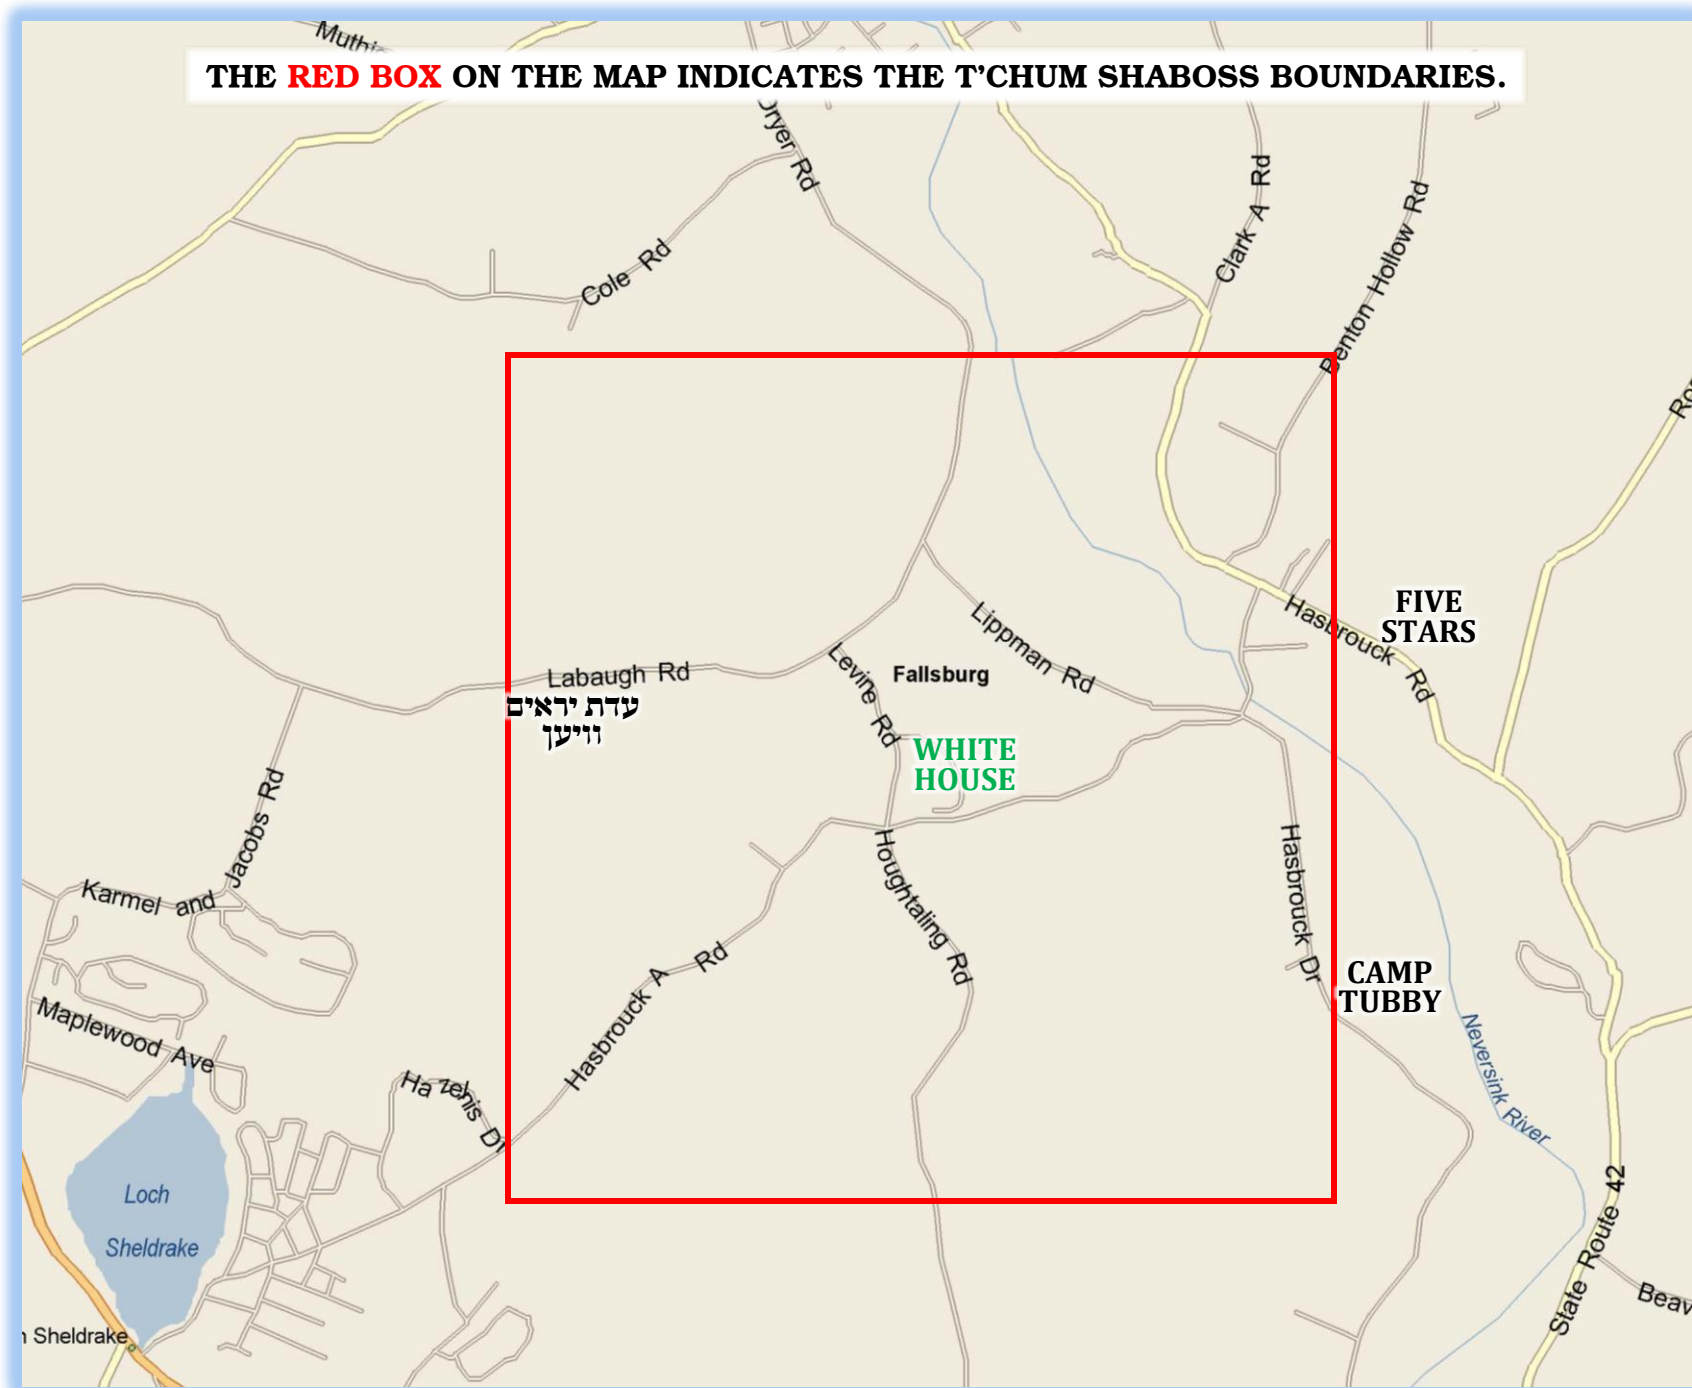 THE RED BOX ON THE MAP INDICATES THE T'CHUM SHABOSS BOUNDARIES.
Dryer Rd
Clark A Rd
Benton Hollow Rd
Cole Rd
FIVE
STARS
Hasbrouck Rd
Lippman Rd
Labaugh Rd
Levine Rd
Fallsburg
עדת יראים
וויען
WHITE
HOUSE
Karmel and Jacobs Rd
Houghtaling Rd
Hasbrouck Dr
Hasbrouck A Rd
CAMP
TUBBY
Maplewood Ave
Neversink River
Loch
Sheldrake
State Route 42
Sheldrake